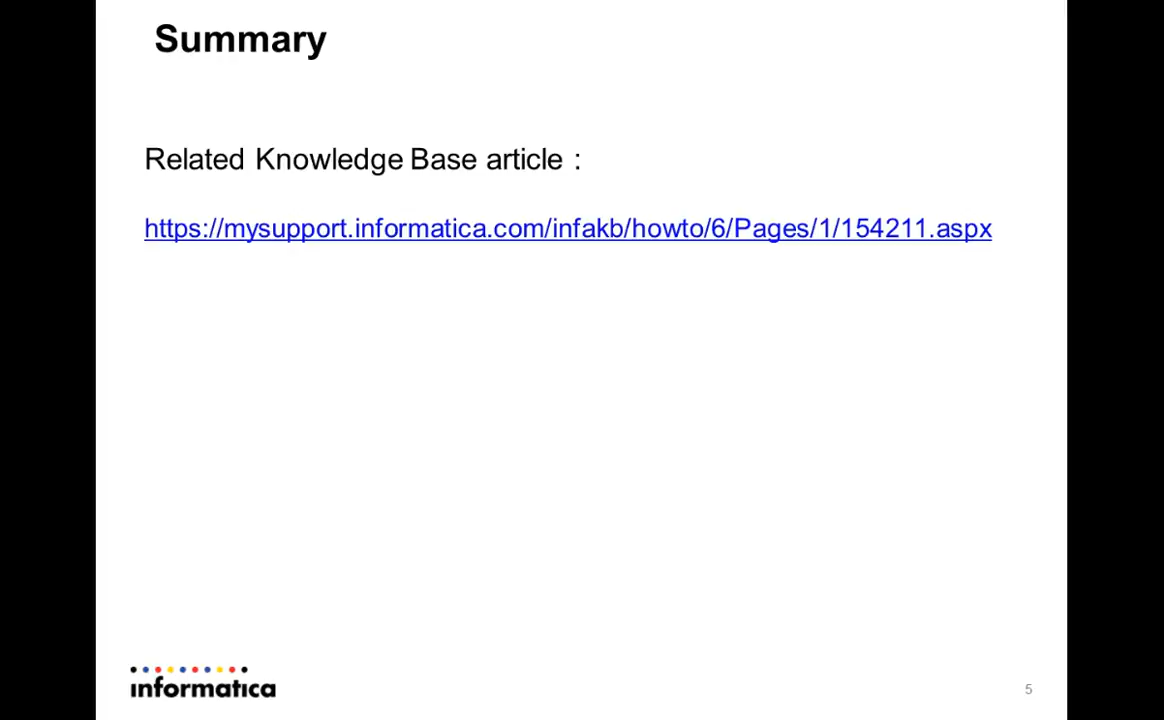 Summary
Related Knowledge Base article :
https://mysupport.informatica.com/infakb/howto/6/Pages/1/154211.aspx
informatica
5